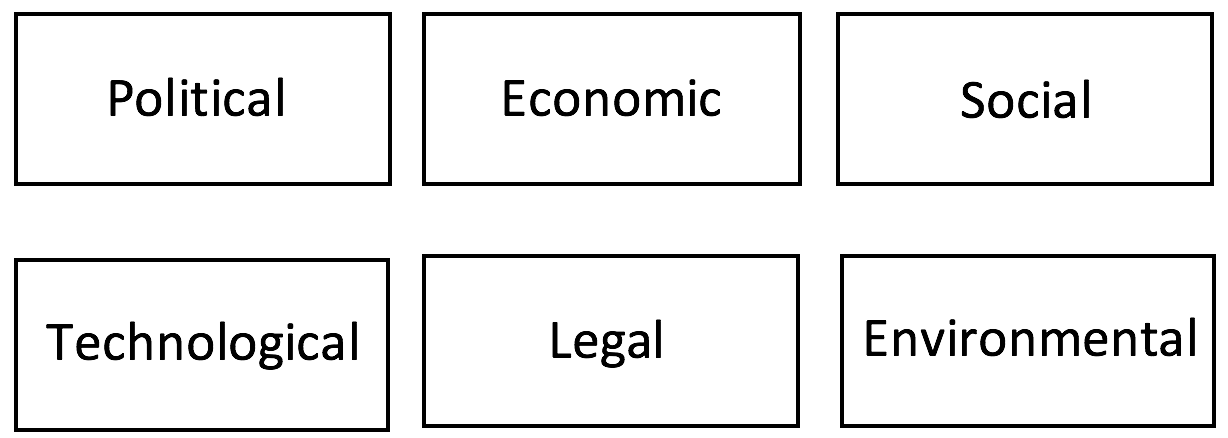 Political
Economic
Social
Technological
Legal
Environmental